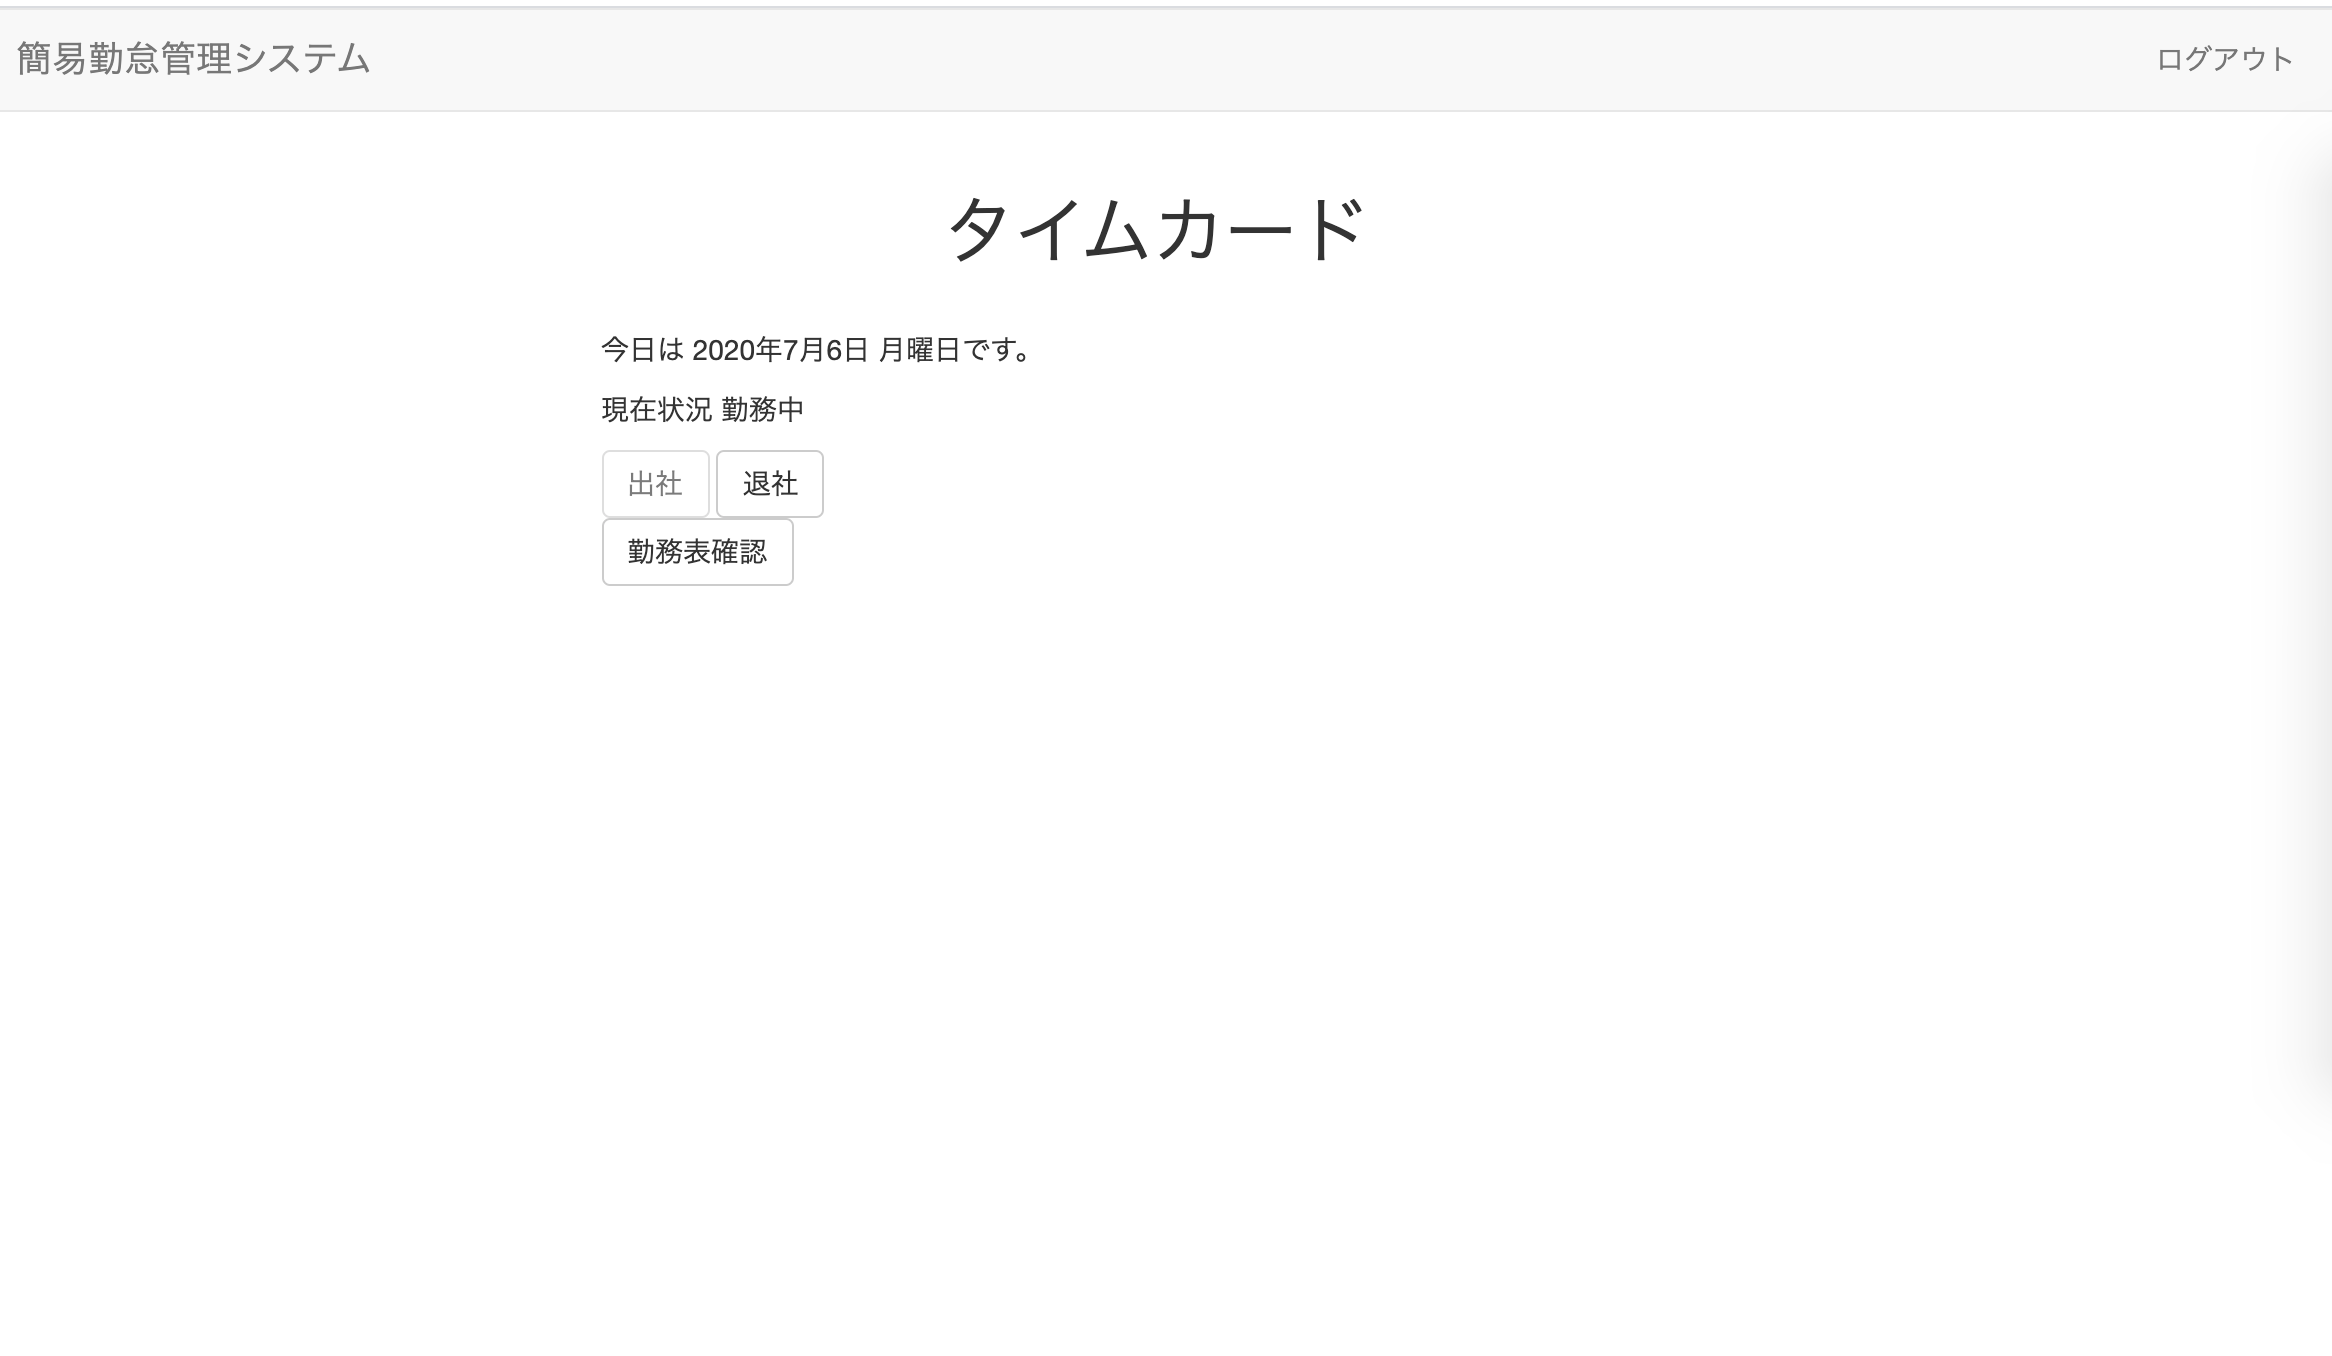 簡易勤怠管理システム ログアウト
タイムカード
今日は 2020年7月6日 月曜日です。
現在状況 勤務中
出社 退社
勤務表確認